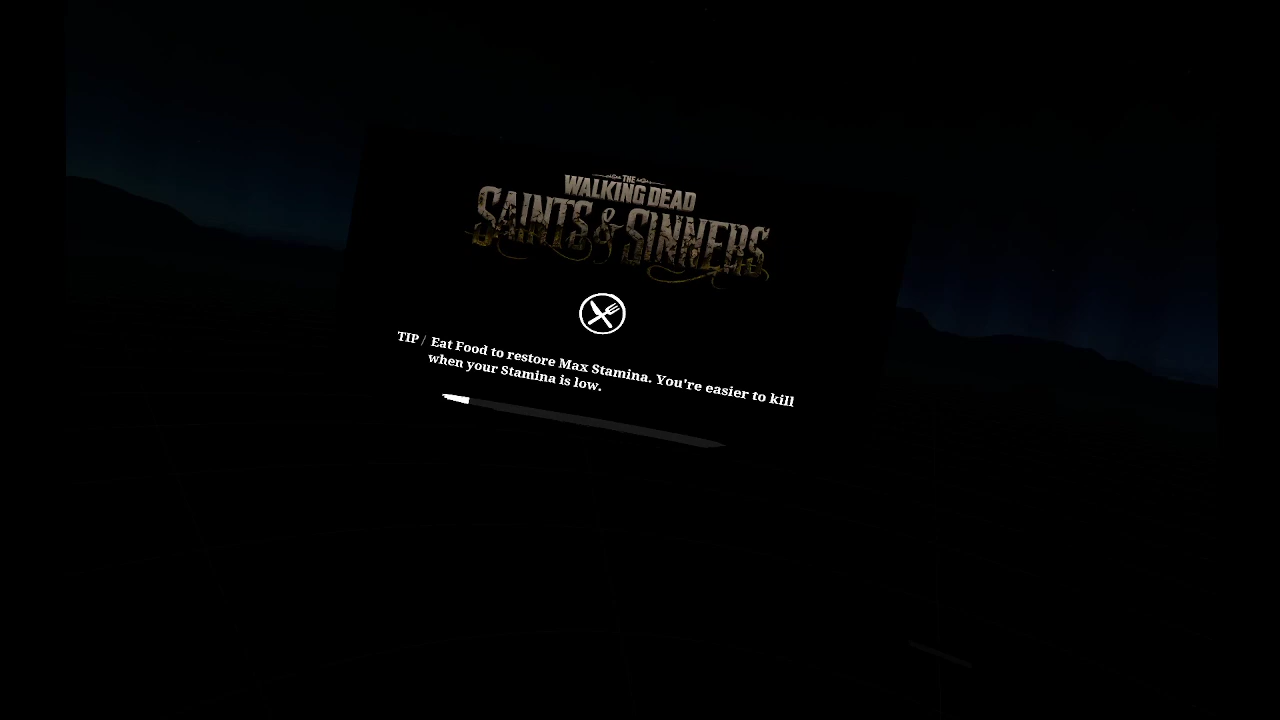 THE
WALKING DEAD
SAINTS & SINNERS
TIP / Eat Food to restore Max Stamina. You're easier to kill
when your Stamina is low.